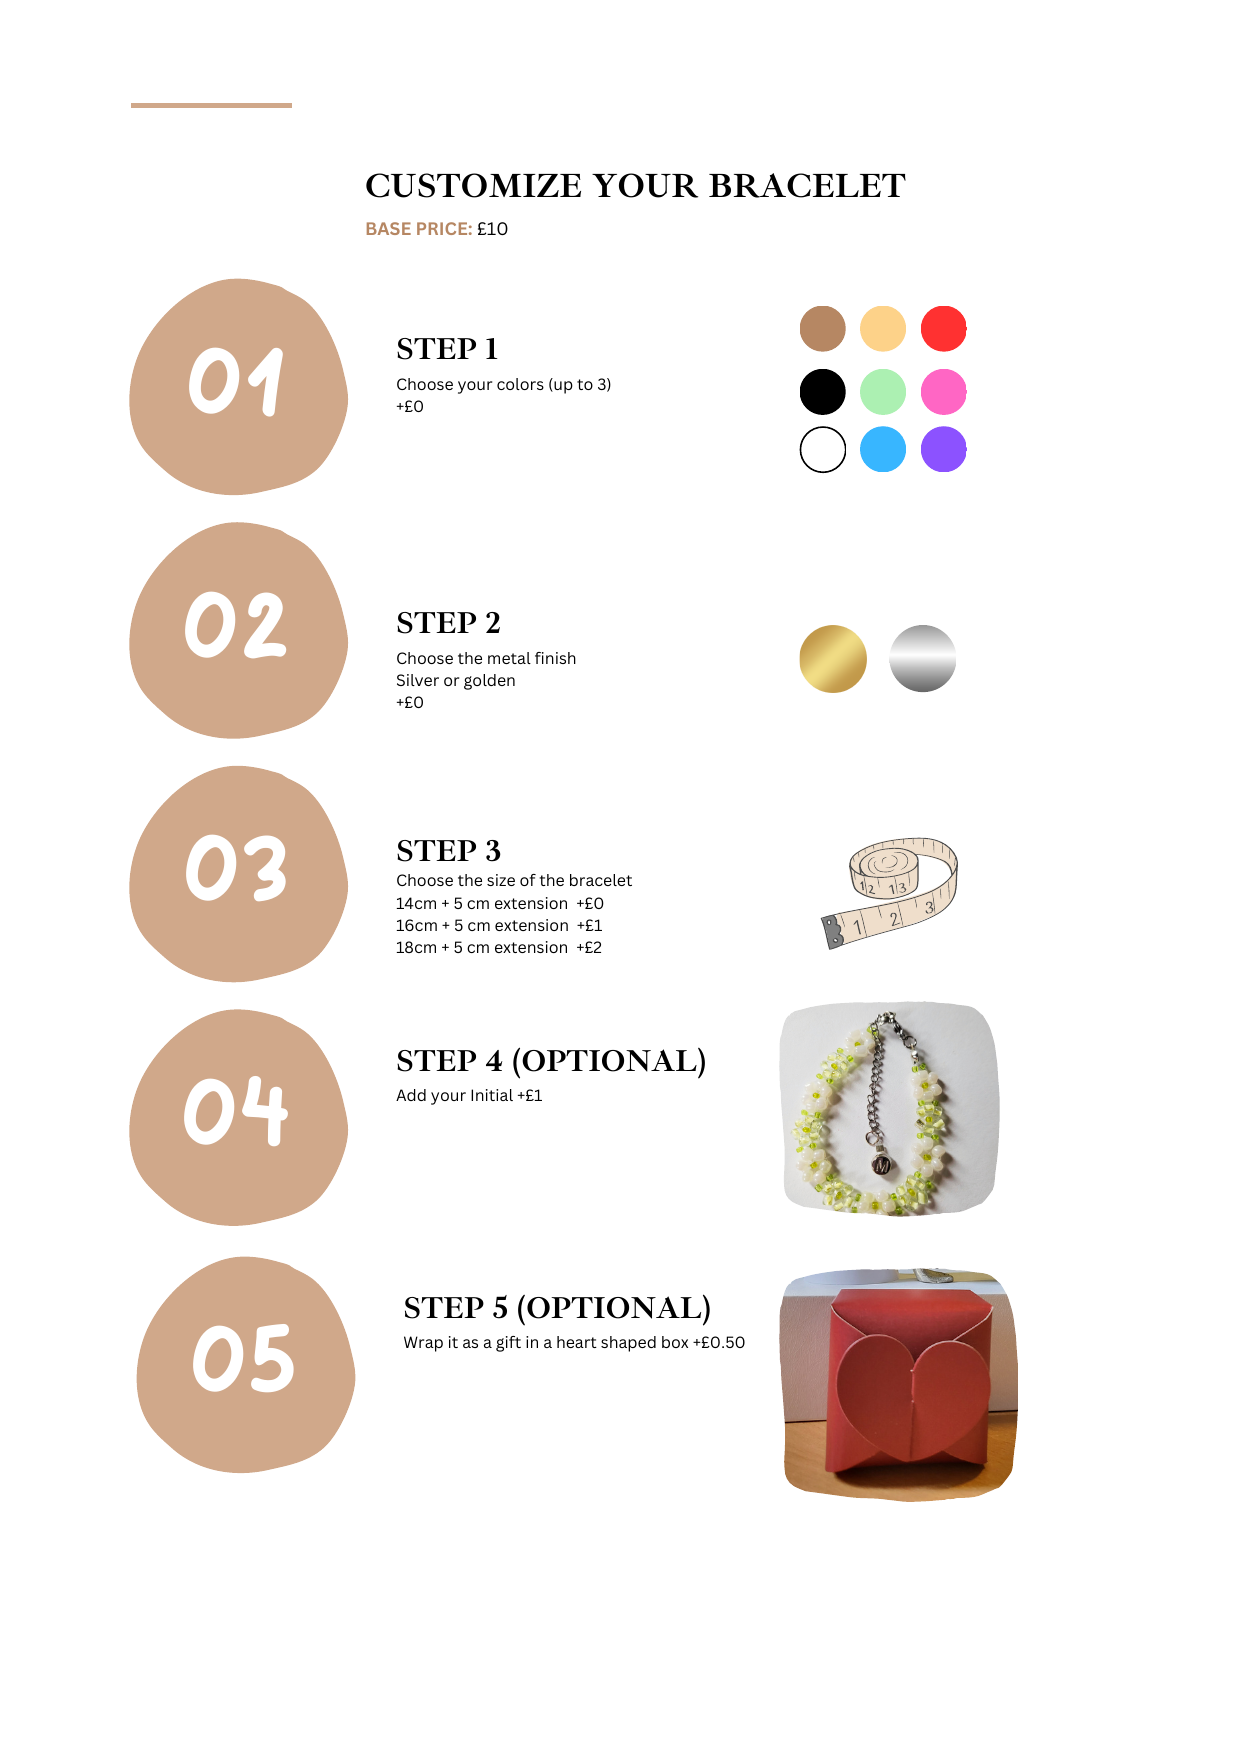 CUSTOMIZE YOUR BRACELET
BASE PRICE: £10
01
STEP 1
Choose your colors (up to 3)
+£0
02
STEP 2
Choose the metal finish
Silver or golden
+£0
03
STEP 3
Choose the size of the bracelet
14cm + 5 cm extension +£0
16cm + 5 cm extension +£1
18cm + 5 cm extension +£2
12 13
1 2 3
04
STEP 4 (OPTIONAL)
Add your Initial +£1
M
05
STEP 5 (OPTIONAL)
Wrap it as a gift in a heart shaped box +£0.50